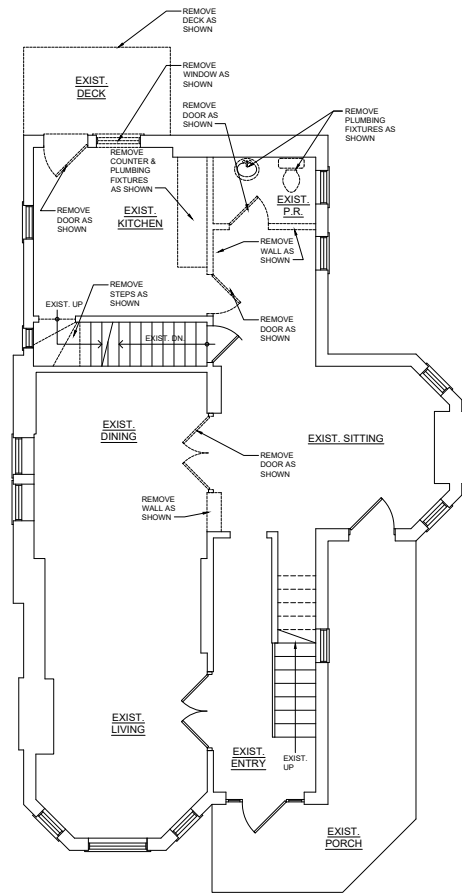 REMOVE
DECK AS
SHOWN
EXIST.
DECK
REMOVE
WINDOW AS
SHOWN
REMOVE
DOOR AS
SHOWN
REMOVE
PLUMBING
FIXTURES AS
SHOWN
REMOVE
COUNTER &
PLUMBING
FIXTURES
AS SHOWN
REMOVE
DOOR AS
SHOWN
EXIST.
KITCHEN
EXIST.
P.R.
REMOVE
WALL AS
SHOWN
REMOVE
STEPS AS
SHOWN
EXIST. UP
EXIST. DN.
REMOVE
DOOR AS
SHOWN
EXIST.
DINING
EXIST. SITTING
REMOVE
DOOR AS
SHOWN
REMOVE
WALL AS
SHOWN
EXIST.
LIVING
EXIST.
ENTRY
EXIST.
UP
EXIST.
PORCH